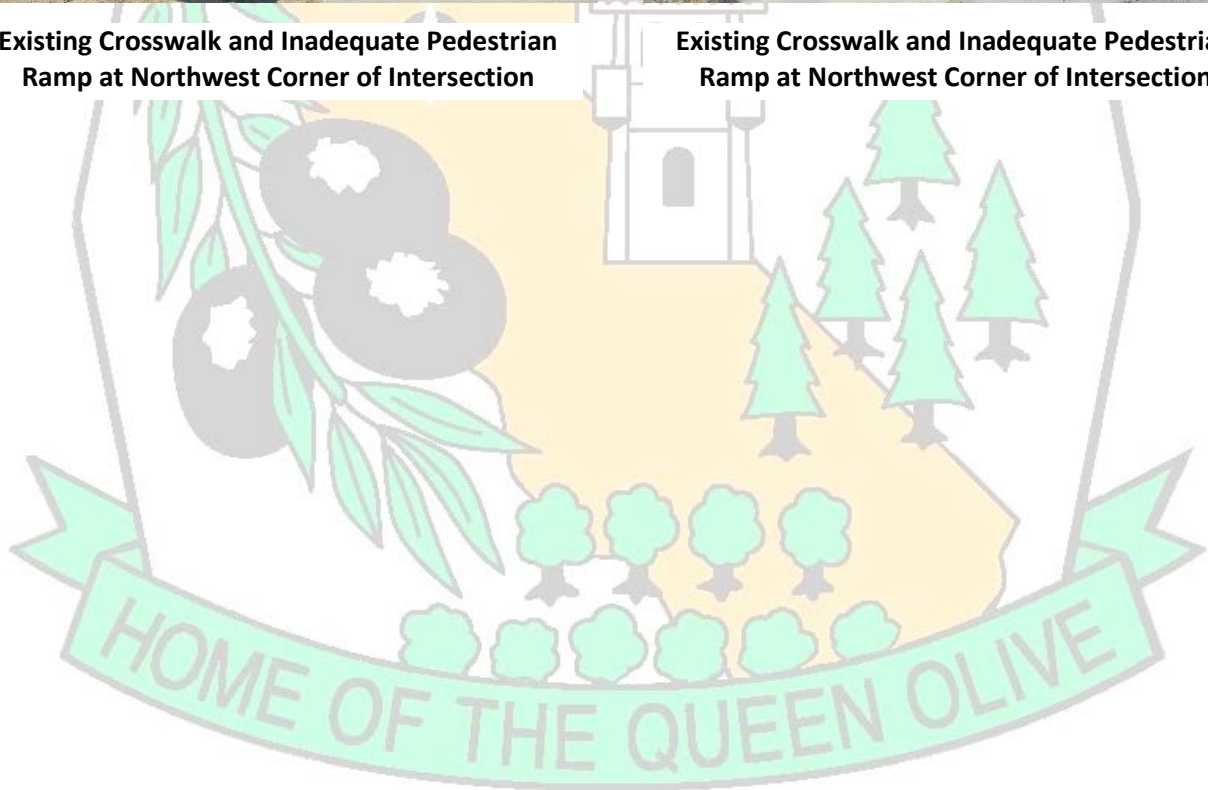 Existing Crosswalk and Inadequate Pedestrian
Ramp at Northwest Corner of Intersection
Existing Crosswalk and Inadequate Pedestria
Ramp at Northwest Corner of Intersection
HOME OF THE QUEEN OLIVE